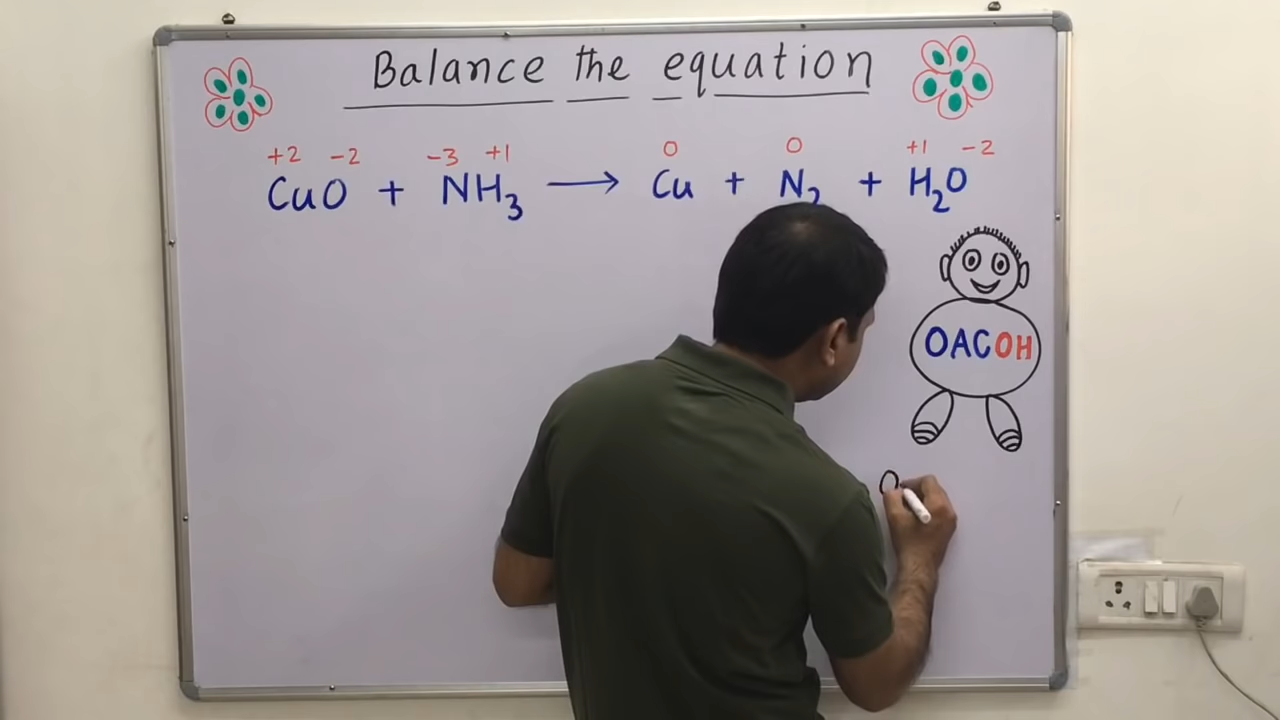 Balance the equation
+2 -2 -3 +1 0 0 +1 -2
CuO + NH₃ → Cu + N₂ + H₂O
OACOH
O